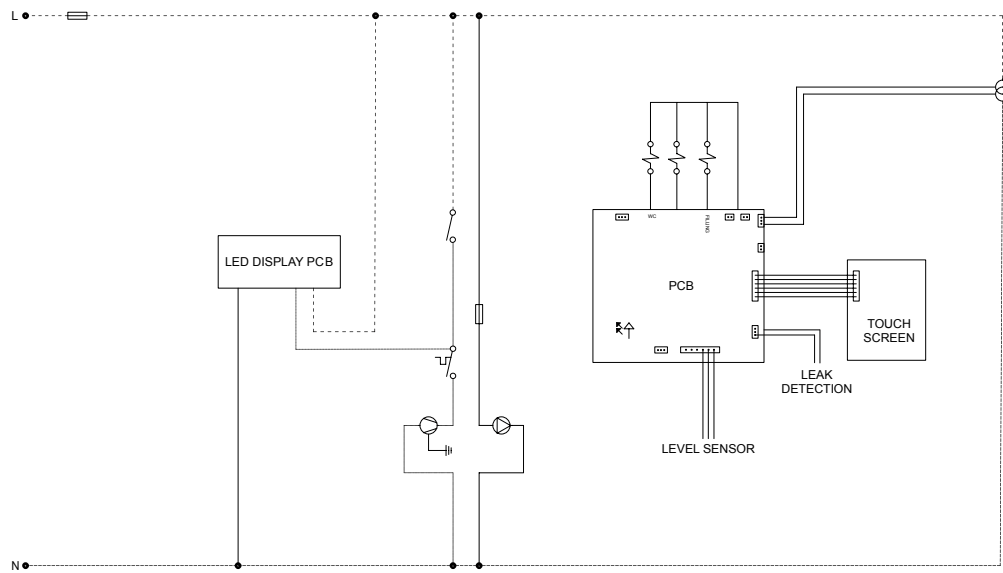 L
WC
FILLING
LED DISPLAY PCB
PCB
TOUCH
SCREEN
LEAK
DETECTION
LEVEL SENSOR
N